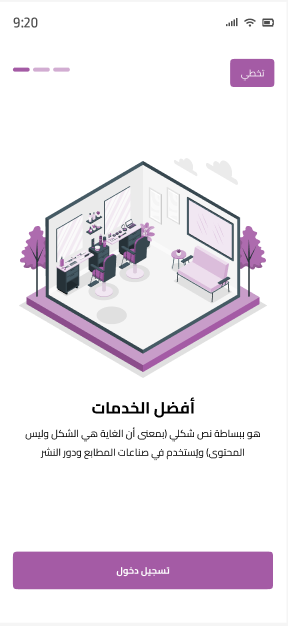 9:20
تخطي
أفضل الخدمات
هو ببساطة نص شكلي (بمعنى أن الغاية هي الشكل وليس
المحتوى) ويُستخدم في صناعات المطابع ودور النشر
تسجيل دخول